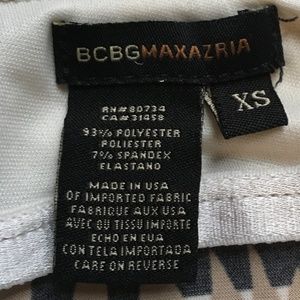 BCBGMAXAZRIA
XS
RN#80734
CA#31458
93% POLYESTER
POLIESTER
7% SPANDEX
ELASTANO
MADE IN USA
OF IMPORTED FABRIC
FABRIQUE AUX USA
AVEC DU TISSU IMPORTE
ECHO EN EUA
CON TELA IMPORTADA
CARE ON REVERSE